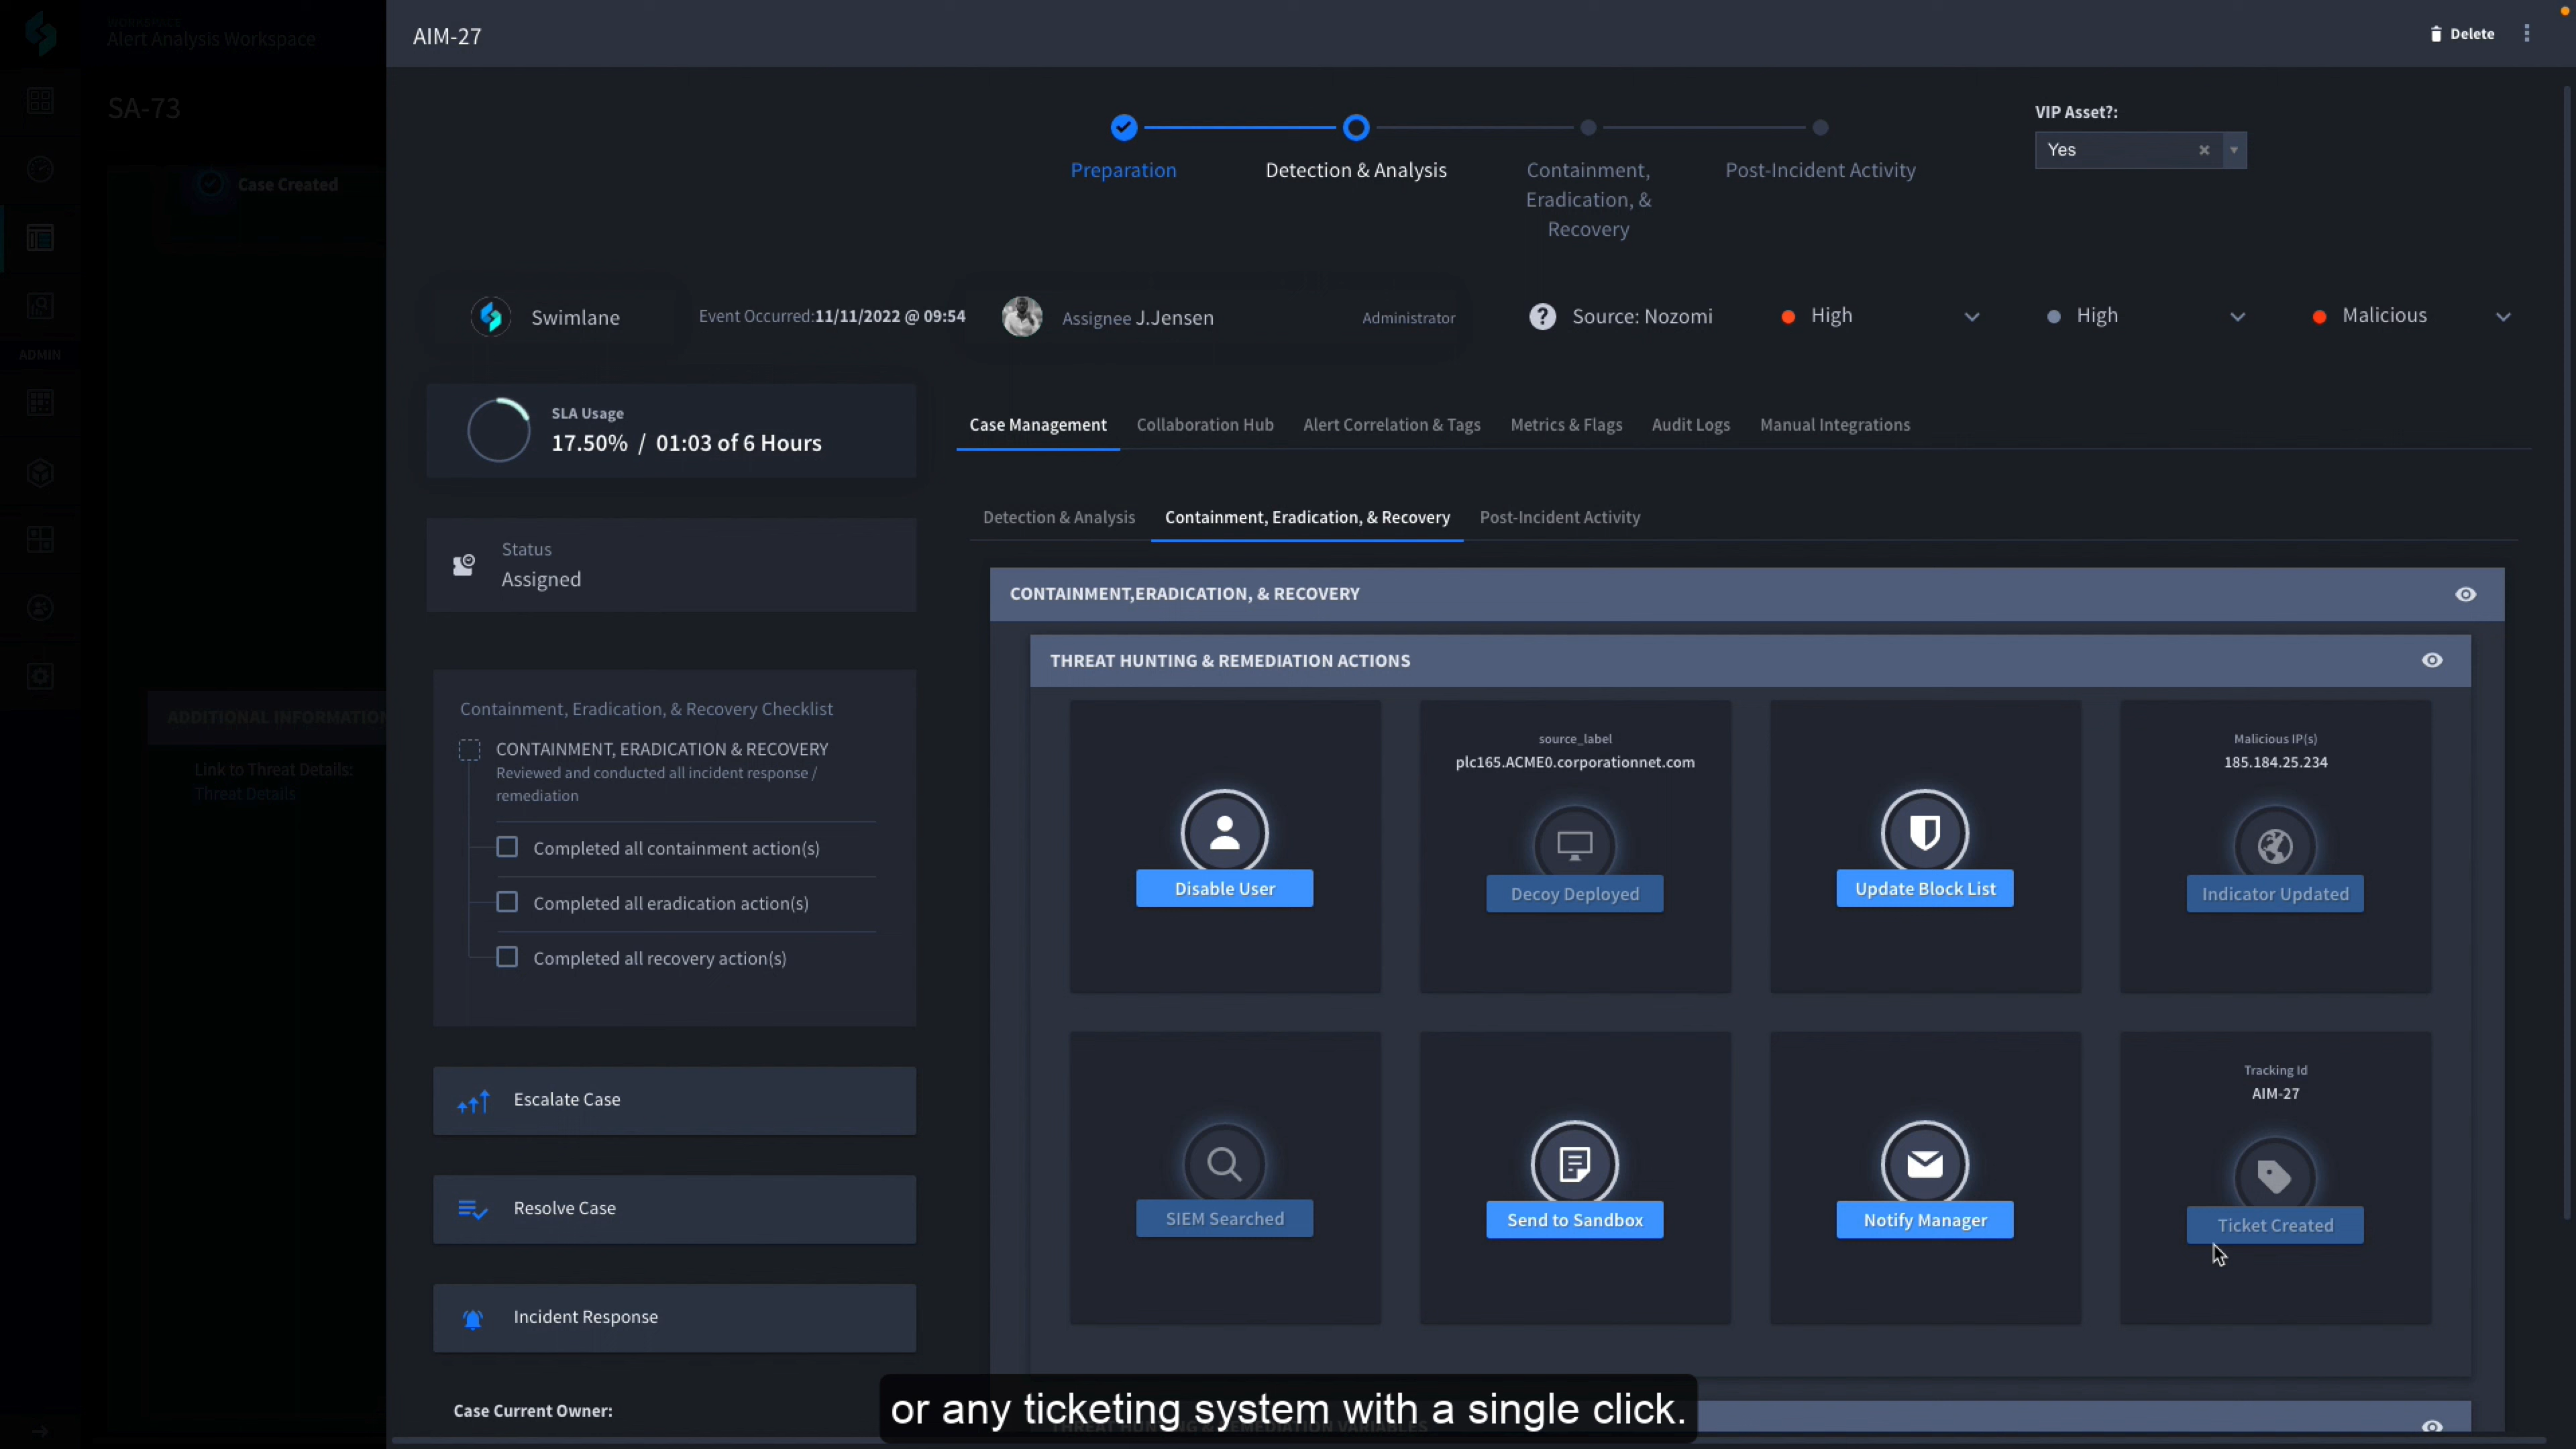 WORKSPACE
Alert Analysis Workspace
AIM-27
Delete
SA-73
Case Created
ADMIN
ADDITIONAL INFORMATION
Link to Threat Details:
Threat Details
Preparation
Detection & Analysis
Containment,
Eradication, &
Recovery
Post-Incident Activity
VIP Asset?:
Yes
Swimlane
Event Occurred:11/11/2022 @ 09:54
Assignee J.Jensen
Administrator
Source: Nozomi
High
High
Malicious
SLA Usage
17.50% / 01:03 of 6 Hours
Status
Assigned
Containment, Eradication, & Recovery Checklist
CONTAINMENT, ERADICATION & RECOVERY
Reviewed and conducted all incident response /
remediation
Completed all containment action(s)
Completed all eradication action(s)
Completed all recovery action(s)
Escalate Case
Resolve Case
Incident Response
Case Current Owner:
Case Management
Collaboration Hub
Alert Correlation & Tags
Metrics & Flags
Audit Logs
Manual Integrations
Detection & Analysis
Containment, Eradication, & Recovery
Post-Incident Activity
CONTAINMENT,ERADICATION, & RECOVERY
THREAT HUNTING & REMEDIATION ACTIONS
Disable User
source_label
plc165.ACME0.corporationnet.com
Decoy Deployed
Update Block List
Malicious IP(s)
185.184.25.234
Indicator Updated
SIEM Searched
Send to Sandbox
Notify Manager
Tracking Id
AIM-27
Ticket Created
THREAT HUNTING & REMEDIATION VARIABLES
or any ticketing system with a single click.